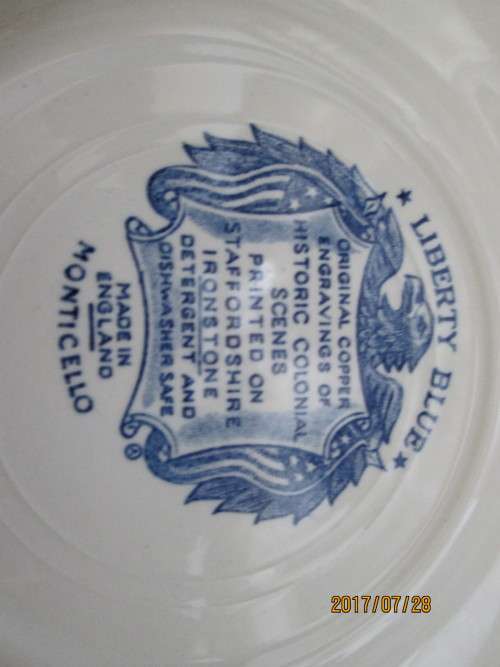 ★ LIBERTY BLUE ★
ORIGINAL COPPER
ENGRAVINGS OF
HISTORIC COLONIAL
SCENES
PRINTED ON
STAFFORDSHIRE
IRONSTONE
DETERGENT AND
DISHWASHER SAFE
®
MADE IN
ENGLAND
MONTICELLO
2017/07/28